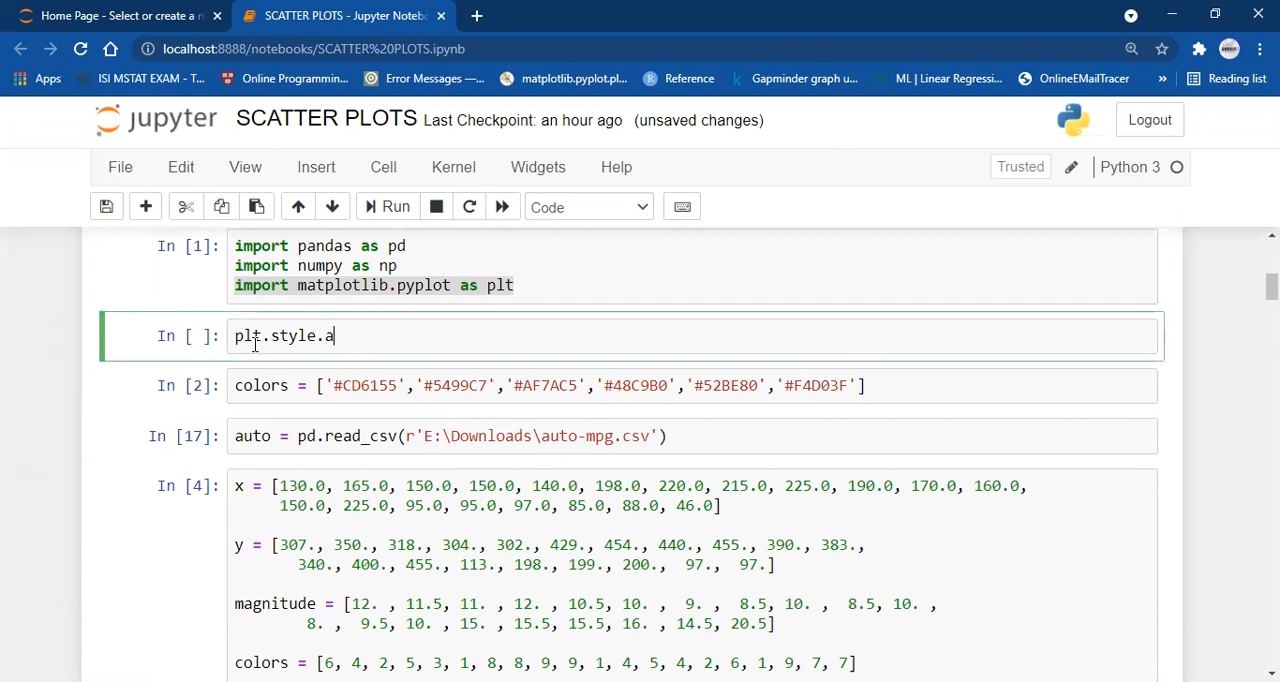 Home Page - Select or create a n
SCATTER PLOTS - Jupyter Notebo
localhost:8888/notebooks/SCATTER%20PLOTS.ipynb
Apps ISI MSTAT EXAM - T... Online Programmin... Error Messages —... matplotlib.pyplot.pl... Reference Gapminder graph u... ML | Linear Regressi... OnlineEMailTracer » Reading list
jupyter SCATTER PLOTS Last Checkpoint: an hour ago (unsaved changes) Logout
File Edit View Insert Cell Kernel Widgets Help Trusted Python 3
Run Code
In [1]: import pandas as pd
import numpy as np
import matplotlib.pyplot as plt
In [ ]: plt.style.a
In [2]: colors = ['#CD6155','#5499C7','#AF7AC5','#48C9B0','#52BE80','#F4D03F']
In [17]: auto = pd.read_csv(r'E:\Downloads\auto-mpg.csv')
In [4]: x = [130.0, 165.0, 150.0, 150.0, 140.0, 198.0, 220.0, 215.0, 225.0, 190.0, 170.0, 160.0,
150.0, 225.0, 95.0, 95.0, 97.0, 85.0, 88.0, 46.0]
y = [307., 350., 318., 304., 302., 429., 454., 440., 455., 390., 383.,
340., 400., 455., 113., 198., 199., 200., 97., 97.]
magnitude = [12. , 11.5, 11. , 12. , 10.5, 10. , 9. , 8.5, 10. , 8.5, 10. ,
8. , 9.5, 10. , 15. , 15.5, 15.5, 16. , 14.5, 20.5]
colors = [6, 4, 2, 5, 3, 1, 8, 8, 9, 9, 1, 4, 5, 4, 2, 6, 1, 9, 7, 7]